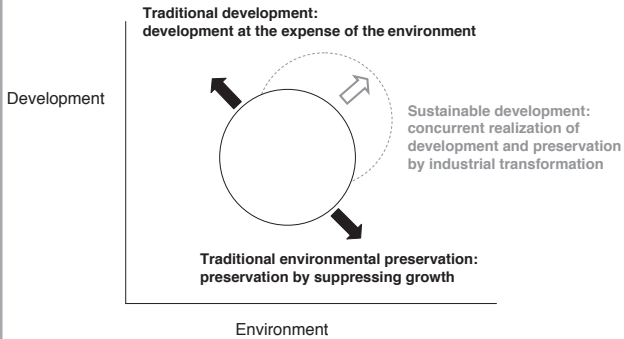 Traditional development:
development at the expense of the environment
Development
Sustainable development:
concurrent realization of
development and preservation
by industrial transformation
Traditional environmental preservation:
preservation by suppressing growth
Environment